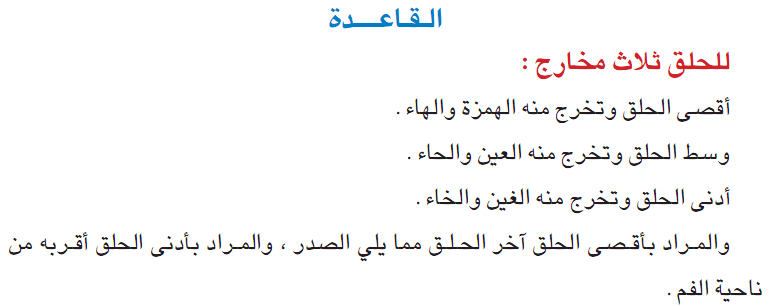 القاعدة
للحلق ثلاث مخارج :
أقصى الحلق وتخرج منه الهمزة والهاء .
وسط الحلق وتخرج منه العين والحاء .
أدنى الحلق وتخرج منه الغين والخاء .
والمراد بأقصى الحلق آخر الحلق مما يلي الصدر ، والمراد بأدنى الحلق أقربه من
ناحية الفم .